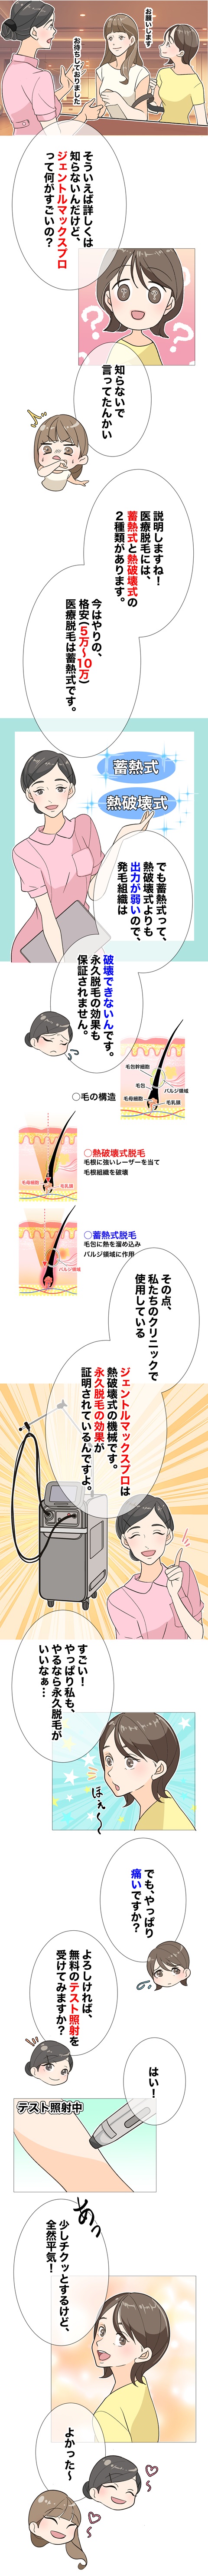 お願いします
お待ちしておりました
そういえば詳しくは
知らないんだけど、
ジェントルマックスプロ
って何がすごいの?
知らないで
言ってたんかい
説明しますね!
医療脱毛には、
蓄熱式と熱破壊式の
2種類があります。
今はやりの、
格安(5万〜10万)
医療脱毛は蓄熱式です。
蓄熱式
熱破壊式
でも蓄熱式って、
熱破壊式よりも
出力が弱いので、
発毛組織は
破壊できないんです。
永久脱毛の効果も
保証されません。
〇毛の構造
毛包幹細胞
毛包
バルジ領域
毛母細胞
毛乳頭
〇熱破壊式脱毛
毛根に強いレーザーを当て
毛根組織を破壊
毛母細胞
毛乳頭
〇蓄熱式脱毛
毛包に熱を溜め込み
バルジ領域に作用
バルジ領域
その点、
私たちのクリニックで
使用している
ジェントルマックスプロは
熱破壊式の機械です。
永久脱毛の効果が
証明されているんですよ。
すごい!
やっぱり私も、
やるなら永久脱毛が
いいなぁ…
ほぇ〜
でも、やっぱり
痛いですか?
よろしければ、
無料のテスト照射を
受けてみますか?
はい!
テスト照射中
あっ
少しチクッとするけど、
全然平気!
よかった〜